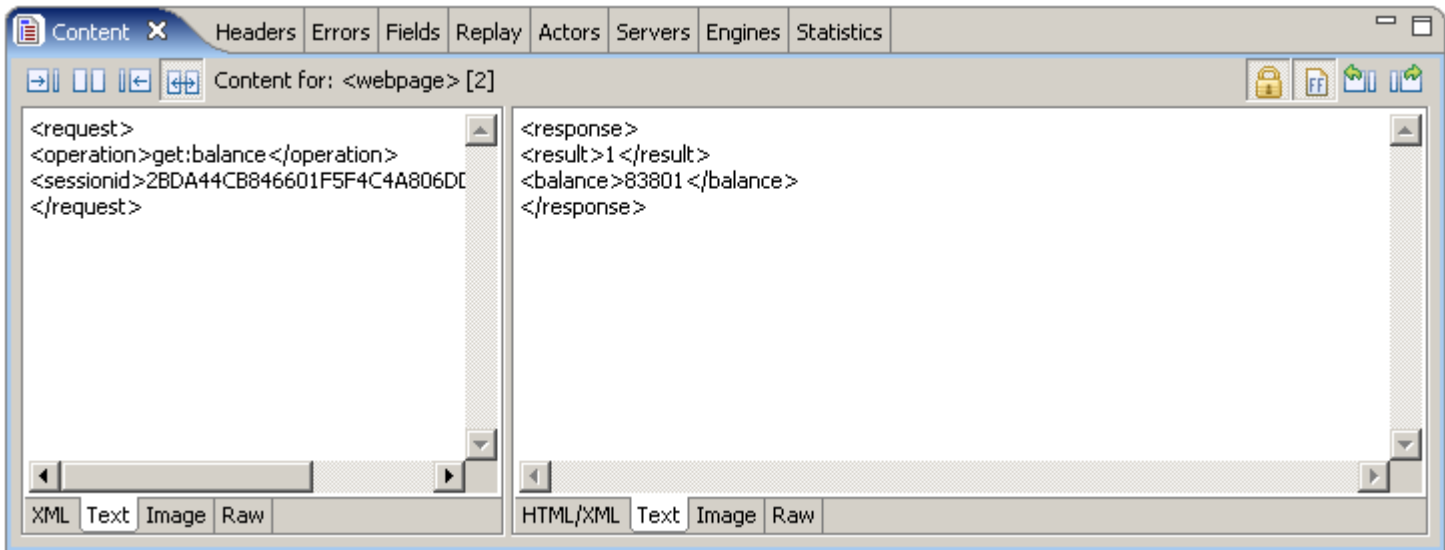 Content Headers Errors Fields Replay Actors Servers Engines Statistics
Content for: <webpage> [2]
FF
<request>
<operation>get:balance</operation>
<sessionid>2BDA44CB846601F5F4C4A806DD
</request>
<response>
<result>1</result>
<balance>83801</balance>
</response>
XML Text Image Raw
HTML/XML Text Image Raw